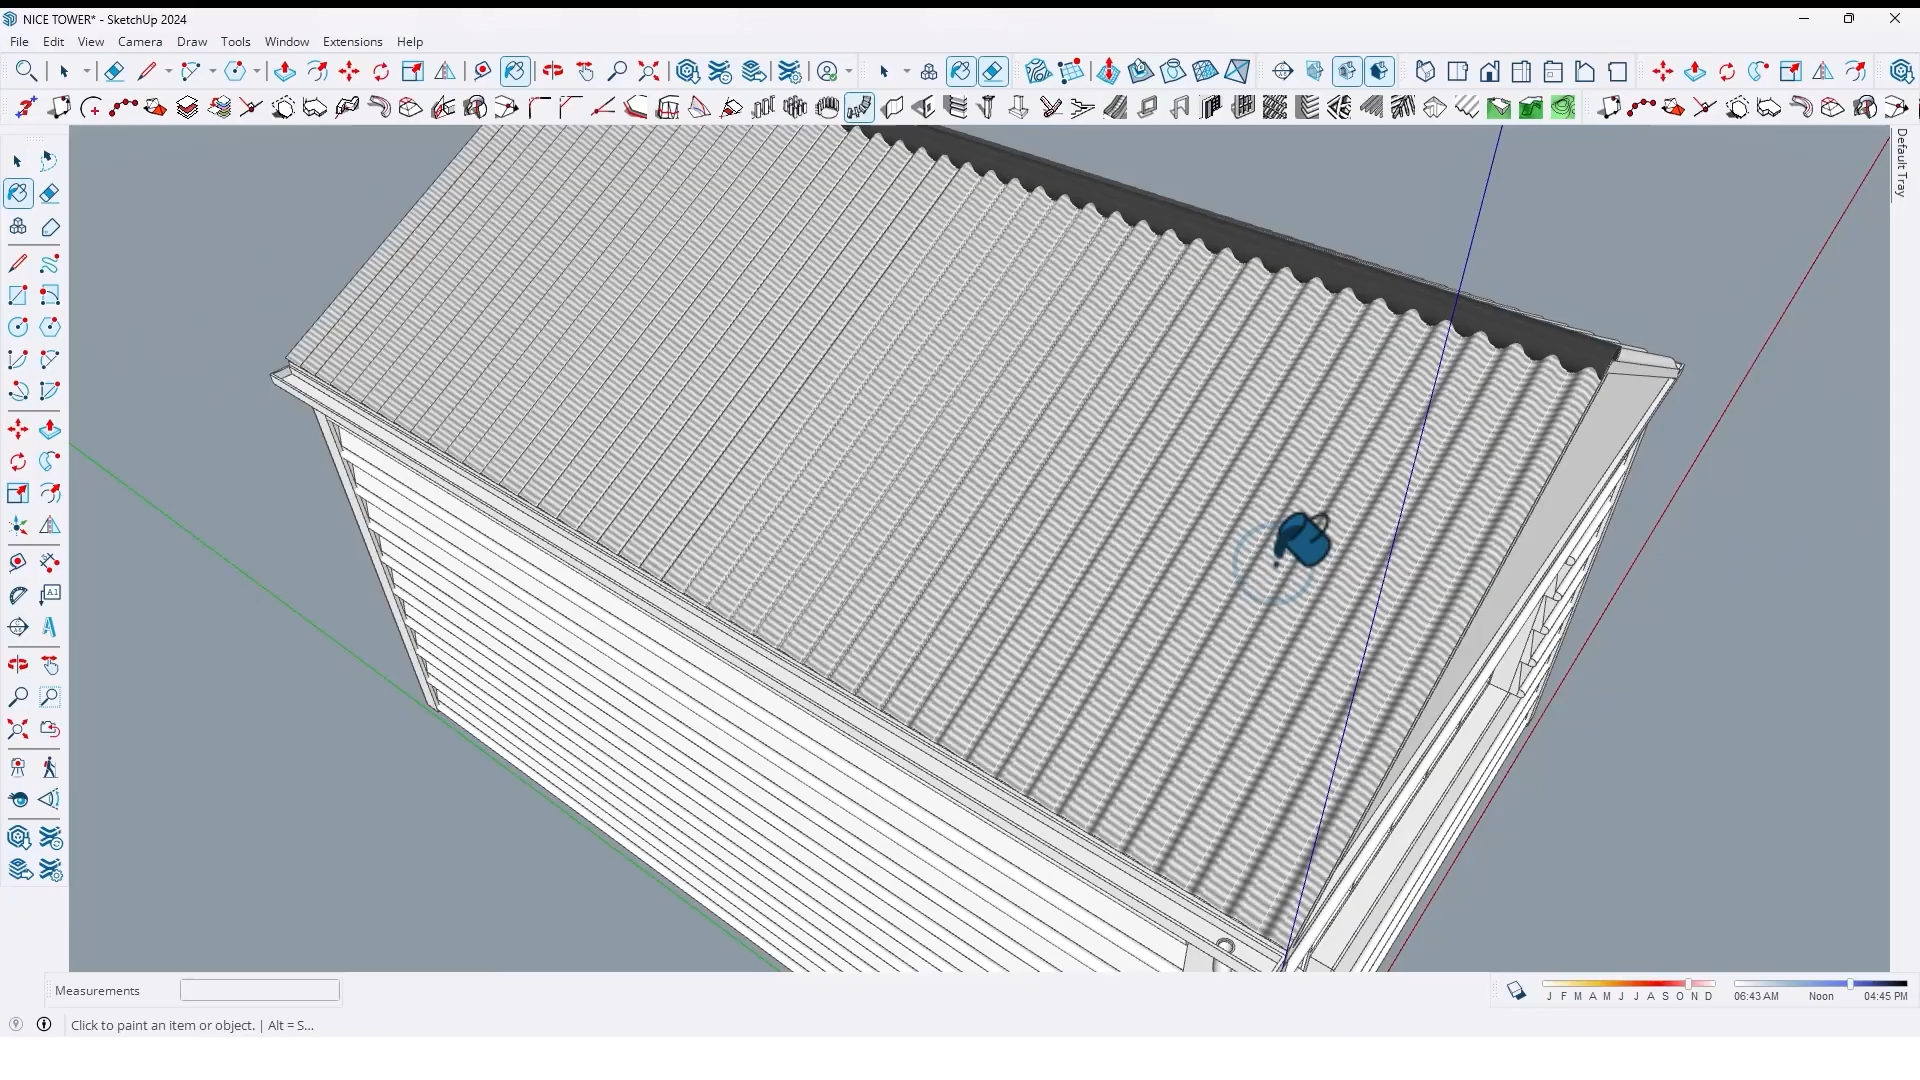 NICE TOWER* - SketchUp 2024
File Edit View Camera Draw Tools Window Extensions Help
Default Tray
A1
A
Measurements
J F M A M J J A S O N D
06:43 AM Noon 04:45 PM
Click to paint an item or object. | Alt = S...